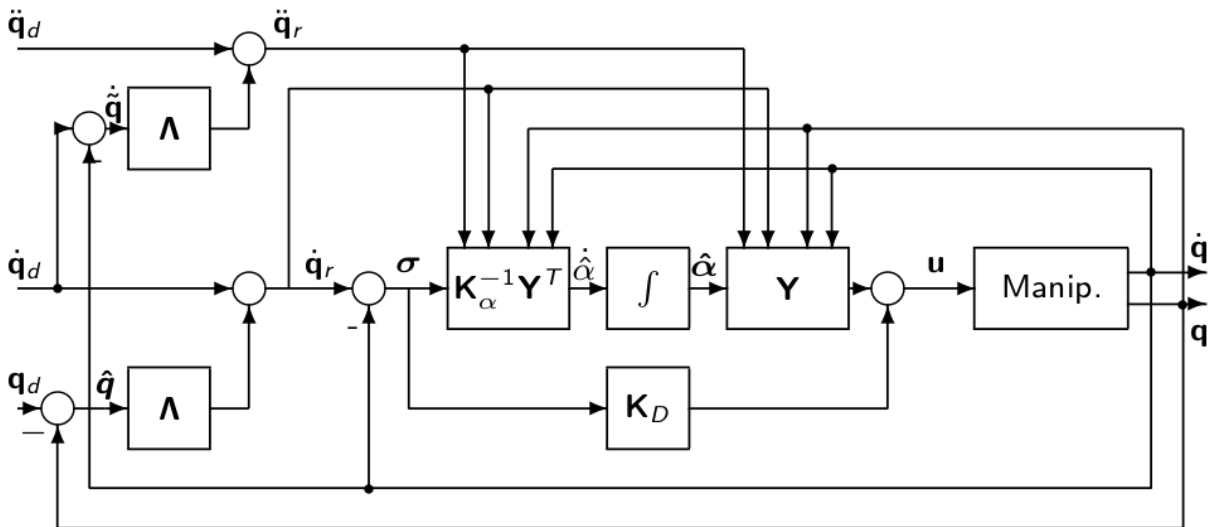 q̈_d q̈_r
q̃̇ Λ
-
q̇_d q̇_r σ K_α^{-1}Y^T α̂̇ ∫ α̂ Y u Manip. q̇
-
q
q_d q̂ Λ K_D
−